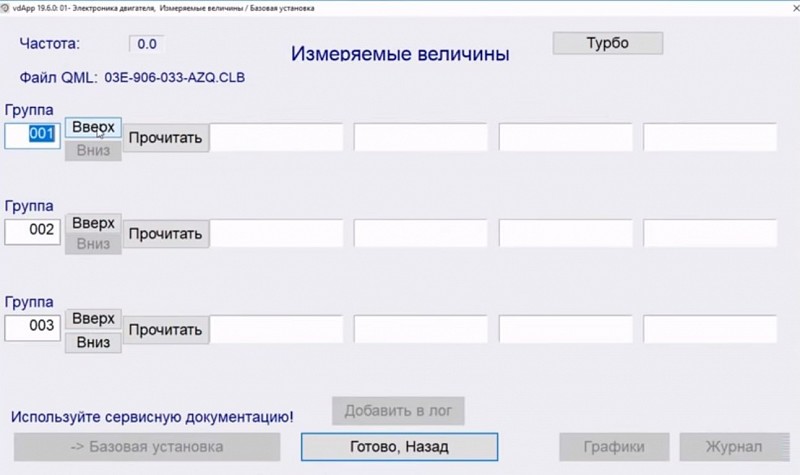 vdApp 19.6.0: 01- Электроника двигателя, Измеряемые величины / Базовая установка
Частота: 0.0
Измеряемые величины
Турбо
Файл QML: 03E-906-033-AZQ.CLB
Группа
001 Вверх Прочитать
Вниз
Группа
002 Вверх Прочитать
Вниз
Группа
003 Вверх Прочитать
Вниз
Используйте сервисную документацию!
Добавить в лог
-> Базовая установка
Готово, Назад
Графики
Журнал